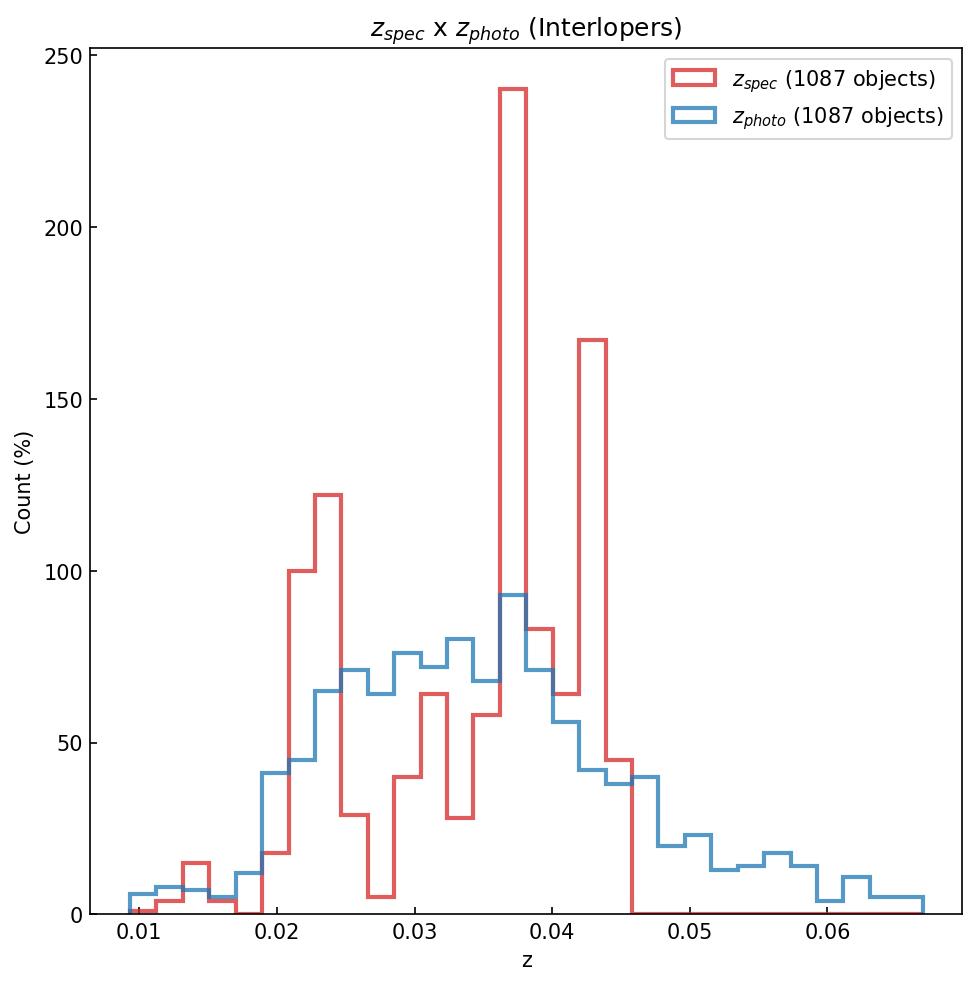 z_spec x z_photo (Interlopers)
z_spec (1087 objects)
z_photo (1087 objects)
Count (%)
250
200
150
100
50
0
0.01 0.02 0.03 0.04 0.05 0.06
z